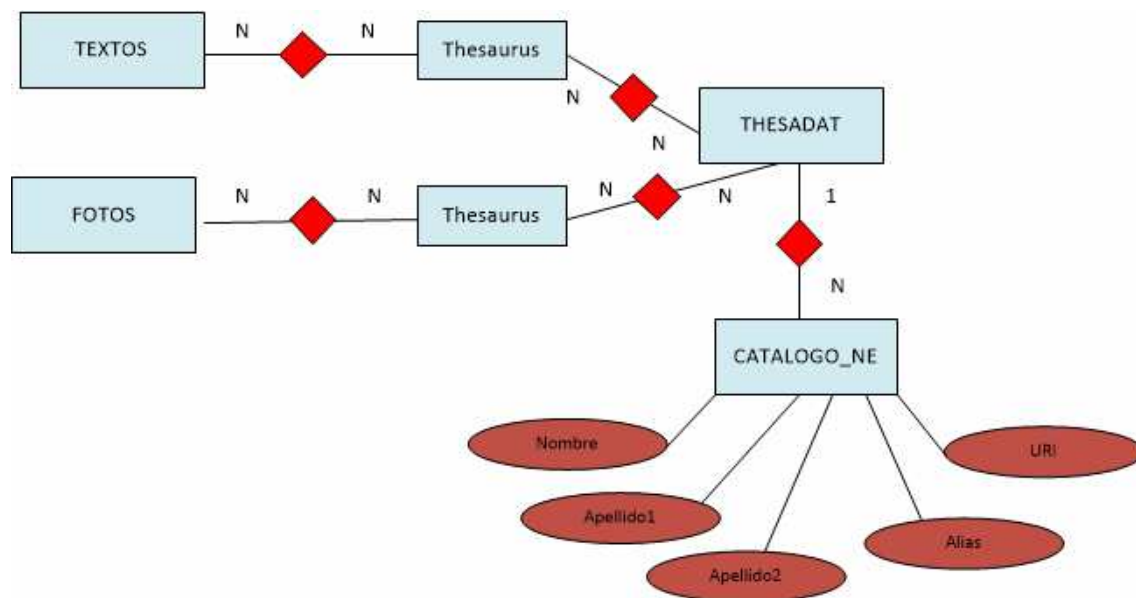 TEXTOS
N
N
Thesaurus
N
N
THESADAT
FOTOS
N
N
Thesaurus
N
N
1
N
CATALOGO_NE
Nombre
URI
Apellido1
Alias
Apellido2